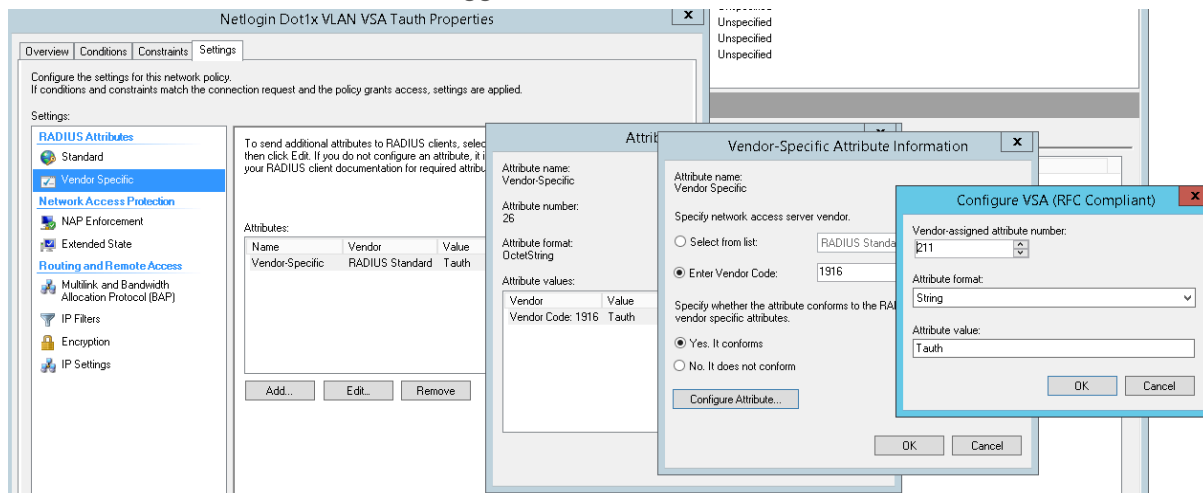 Netlogin Dot1x VLAN VSA Tauth Properties
x
Unspecified
Unspecified
Unspecified
Overview
Conditions
Constraints
Settings
Configure the settings for this network policy.
If conditions and constraints match the connection request and the policy grants access, settings are applied.
Settings:
RADIUS Attributes
Standard
Vendor Specific
Network Access Protection
NAP Enforcement
Extended State
Routing and Remote Access
Multilink and Bandwidth
Allocation Protocol (BAP)
IP Filters
Encryption
IP Settings
To send additional attributes to RADIUS clients, selec
then click Edit. If you do not configure an attribute, it i
your RADIUS client documentation for required attribu
Attributes:
Name Vendor Value
Vendor-Specific RADIUS Standard Tauth
Add... Edit... Remove
Attrib
Attribute name:
Vendor-Specific
Attribute number:
26
Attribute format:
OctetString
Attribute values:
Vendor Value
Vendor Code: 1916 Tauth
Vendor-Specific Attribute Information
x
Attribute name:
Vendor Specific
Specify network access server vendor.
Select from list: RADIUS Standa
Enter Vendor Code: 1916
Specify whether the attribute conforms to the RA
vendor specific attributes.
Yes. It conforms
No. It does not conform
Configure Attribute...
OK Cancel
Configure VSA (RFC Compliant)
x
Vendor-assigned attribute number:
211
Attribute format:
String
Attribute value:
Tauth
OK Cancel